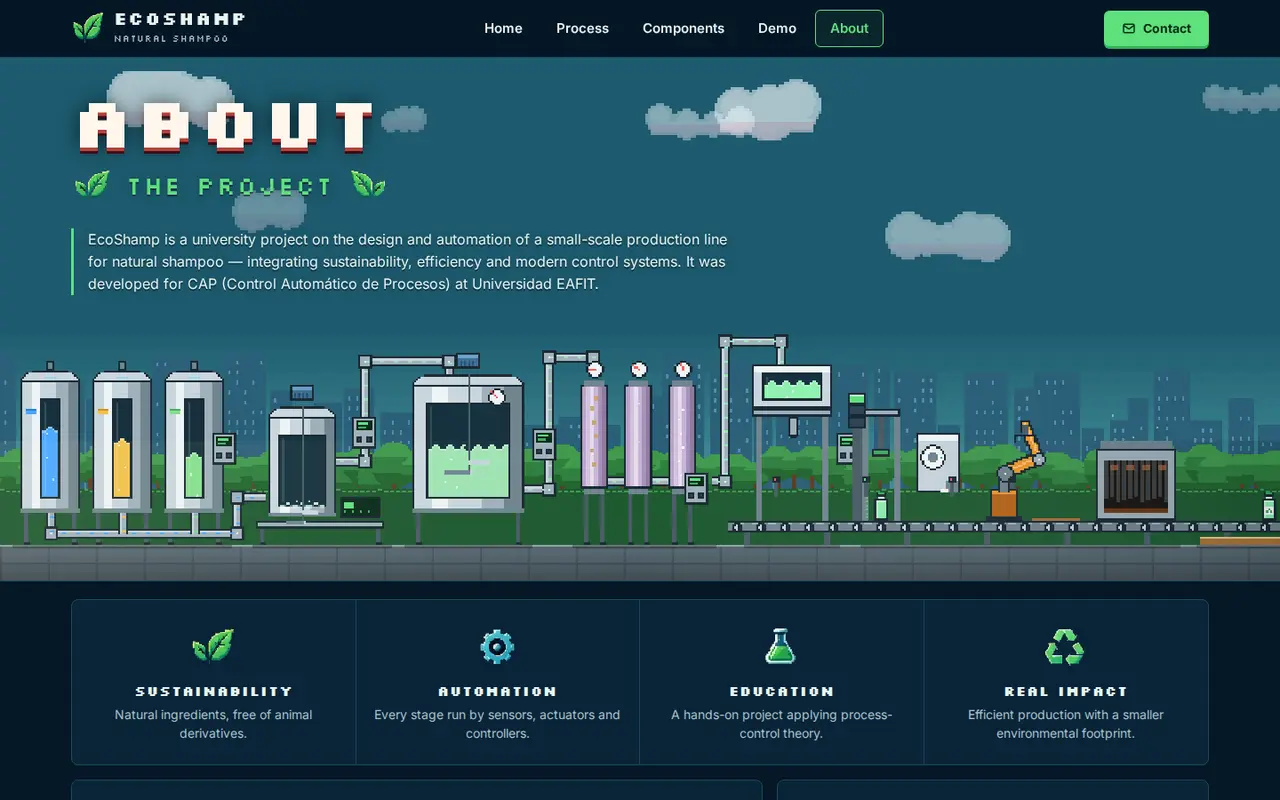 ECOSHAMP
NATURAL SHAMPOO
Home
Process
Components
Demo
About
Contact
ABOUT
THE PROJECT
EcoShamp is a university project on the design and automation of a small-scale production line
for natural shampoo — integrating sustainability, efficiency and modern control systems. It was
developed for CAP (Control Automático de Procesos) at Universidad EAFIT.
SUSTAINABILITY
Natural ingredients, free of animal
derivatives.
AUTOMATION
Every stage run by sensors, actuators and
controllers.
EDUCATION
A hands-on project applying process-
control theory.
REAL IMPACT
Efficient production with a smaller
environmental footprint.